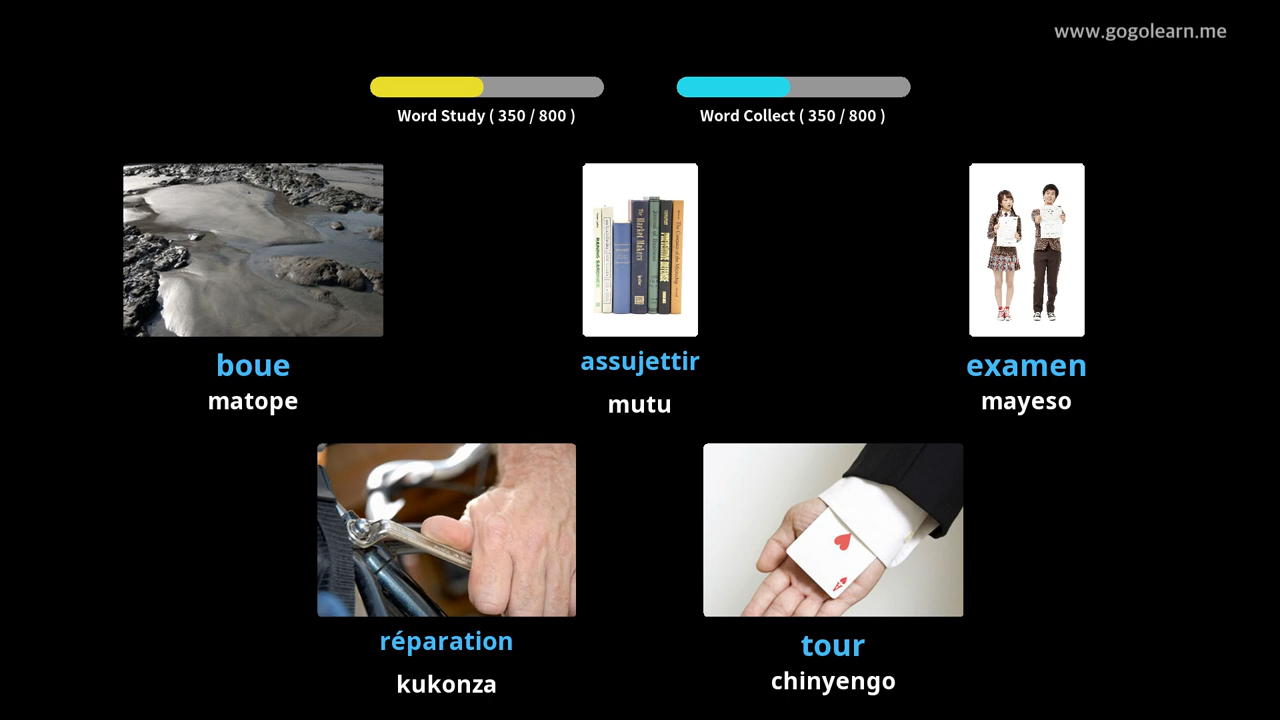 www.gogolearn.me
Word Study ( 350 / 800 )
Word Collect ( 350 / 800 )
boue
matope
assujettir
mutu
examen
mayeso
réparation
kukonza
tour
chinyengo